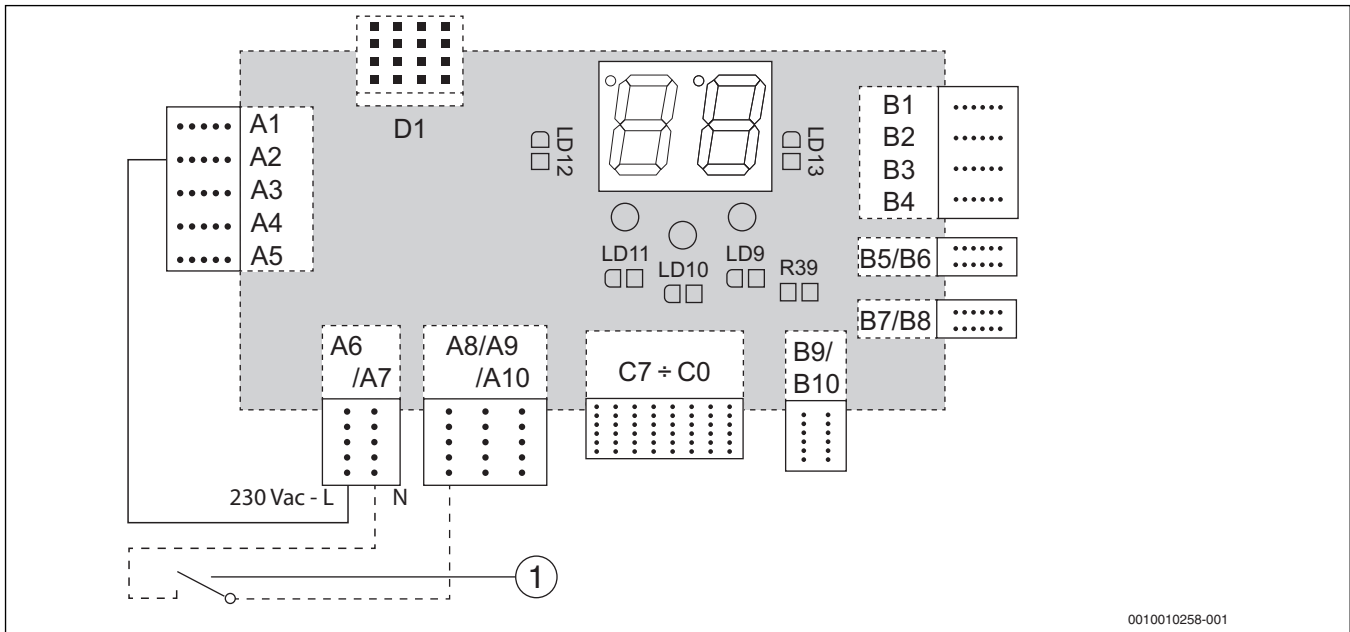 D1
A1
A2
A3
A4
A5
LD12
LD13
B1
B2
B3
B4
LD11
LD10
LD9
R39
B5/B6
B7/B8
A6
/A7
A8/A9
/A10
C7 ÷ C0
B9/
B10
230 Vac - L
N
1
0010010258-001